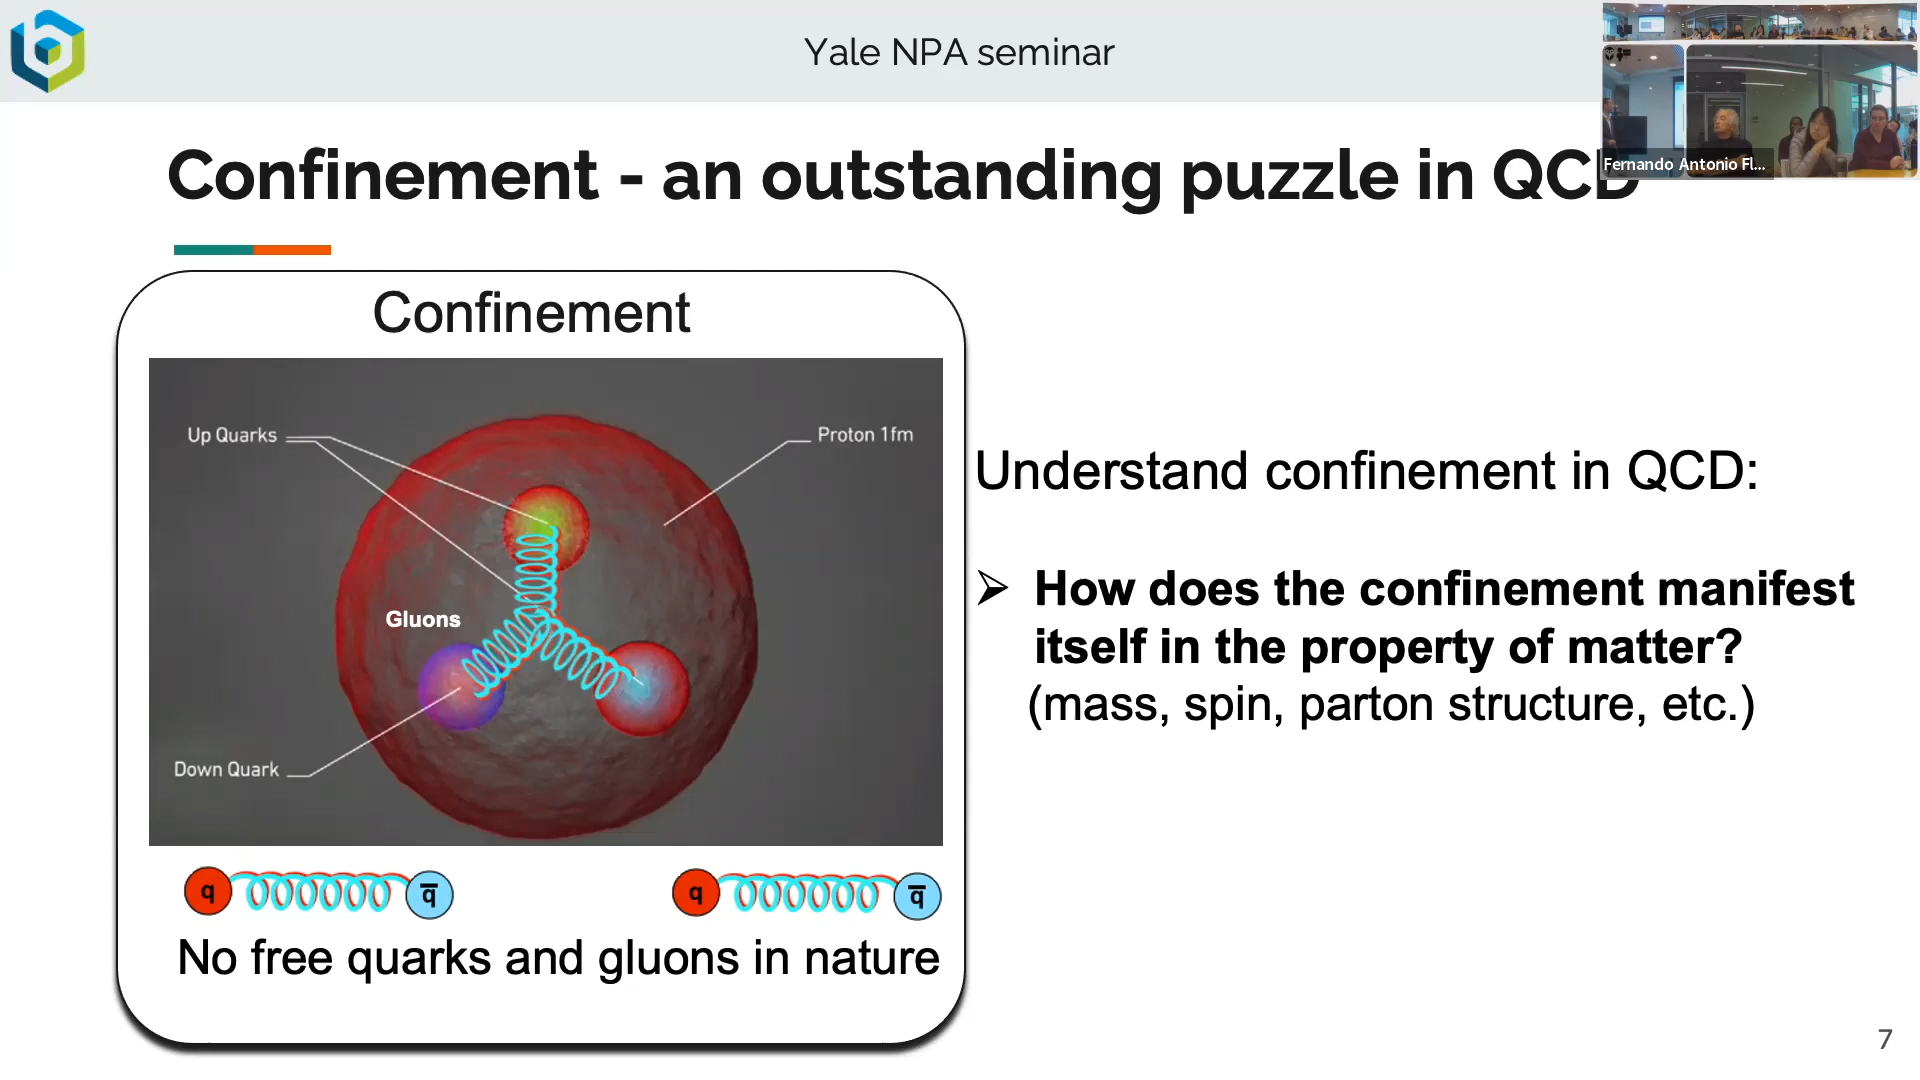 Yale NPA seminar
Fernando Antonio Fl...
Confinement - an outstanding puzzle in QCD
Confinement
Up Quarks
Proton 1fm
Gluons
Down Quark
q
q̅
q
q̅
No free quarks and gluons in nature
Understand confinement in QCD:
➢ How does the confinement manifest
itself in the property of matter?
(mass, spin, parton structure, etc.)
7